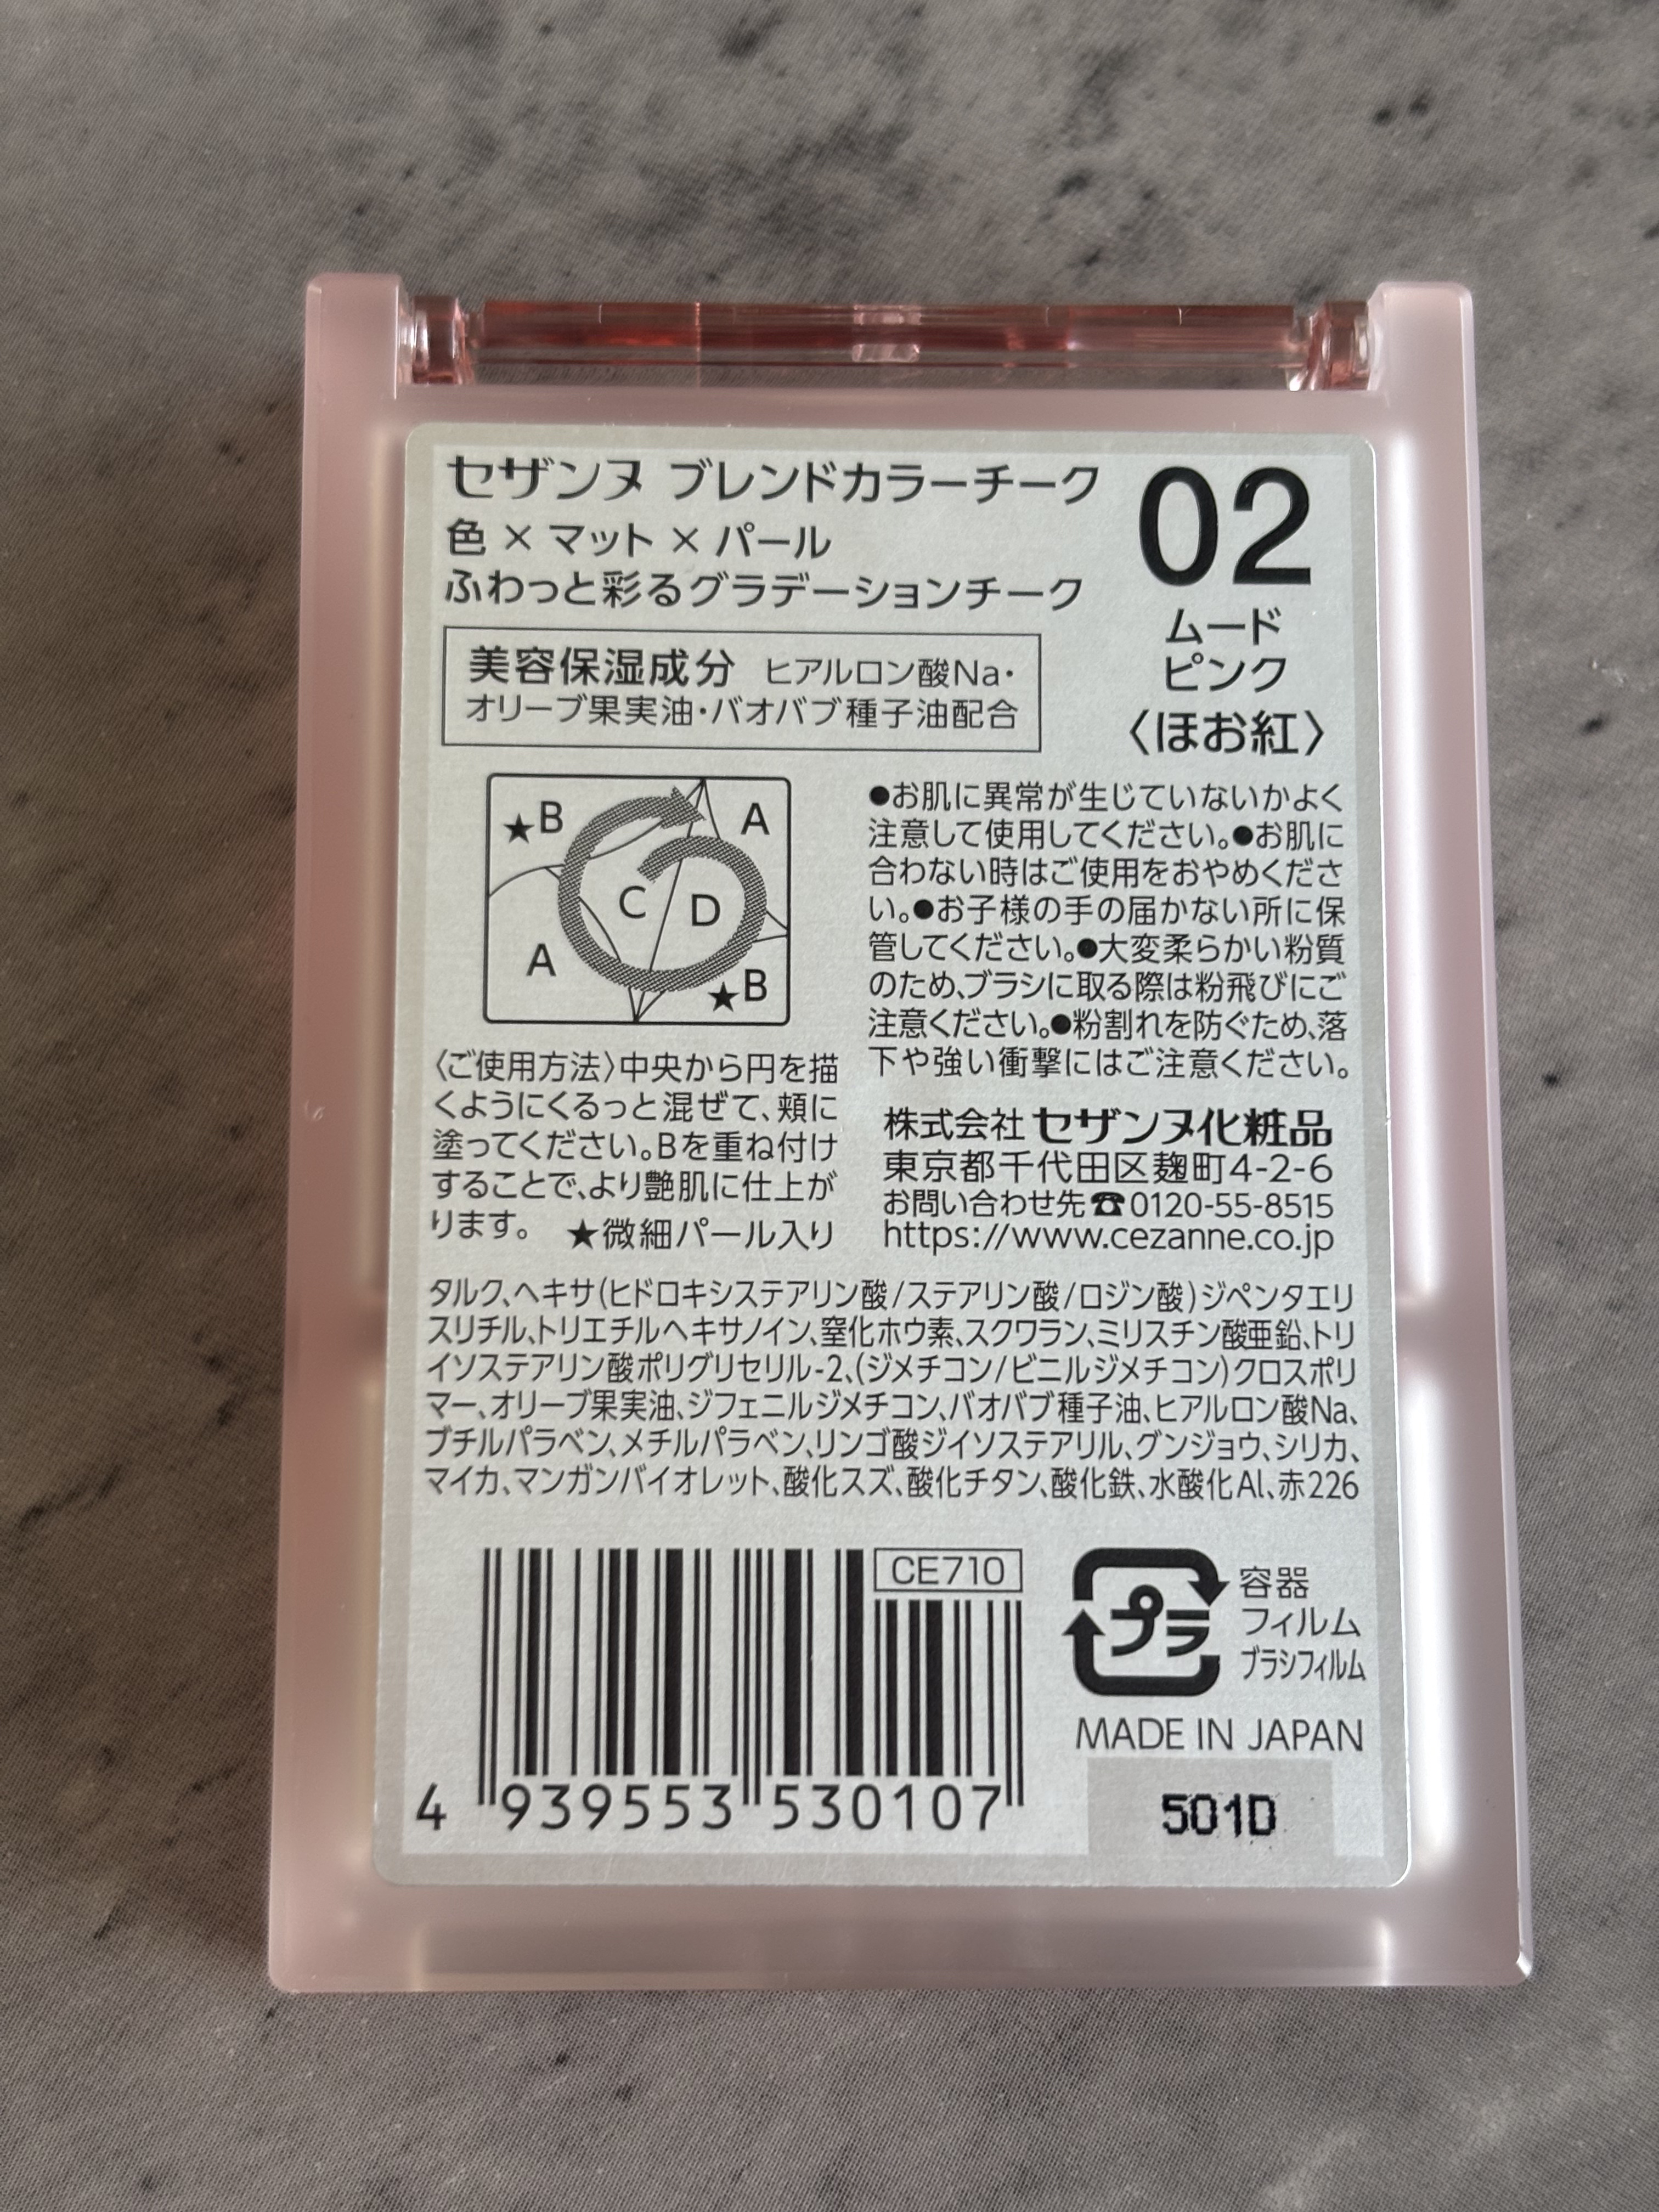 セザンヌ ブレンドカラーチーク
色×マット×パール
ふわっと彩るグラデーションチーク
02
ムード
ピンク
〈ほお紅〉
美容保湿成分 ヒアルロン酸Na・
オリーブ果実油・バオバブ種子油配合
★B
A
C
D
A
★B
〈ご使用方法〉中央から円を描
くようにくるっと混ぜて、頬に
塗ってください。Bを重ね付け
することで、より艶肌に仕上が
ります。 ★微細パール入り
●お肌に異常が生じていないかよく
注意して使用してください。●お肌に
合わない時はご使用をおやめくださ
い。●お子様の手の届かない所に保
管してください。●大変柔らかい粉質
のため、ブラシに取る際は粉飛びにご
注意ください。●粉割れを防ぐため、落
下や強い衝撃にはご注意ください。
株式会社 セザンヌ化粧品
東京都千代田区麹町4-2-6
お問い合わせ先☎0120-55-8515
https://www.cezanne.co.jp
タルク、ヘキサ(ヒドロキシステアリン酸/ステアリン酸/ロジン酸)ジペンタエリ
スリチル、トリエチルヘキサノイン、窒化ホウ素、スクワラン、ミリスチン酸亜鉛、トリ
イソステアリン酸ポリグリセリル-2、(ジメチコン/ビニルジメチコン)クロスポリ
マー、オリーブ果実油、ジフェニルジメチコン、バオバブ種子油、ヒアルロン酸Na、
ブチルパラベン、メチルパラベン、リンゴ酸ジイソステアリル、グンジョウ、シリカ、
マイカ、マンガンバイオレット、酸化スズ、酸化チタン、酸化鉄、水酸化Al、赤226
CE710
4 939553 530107
プラ
容器
フィルム
ブラシフィルム
MADE IN JAPAN
501D